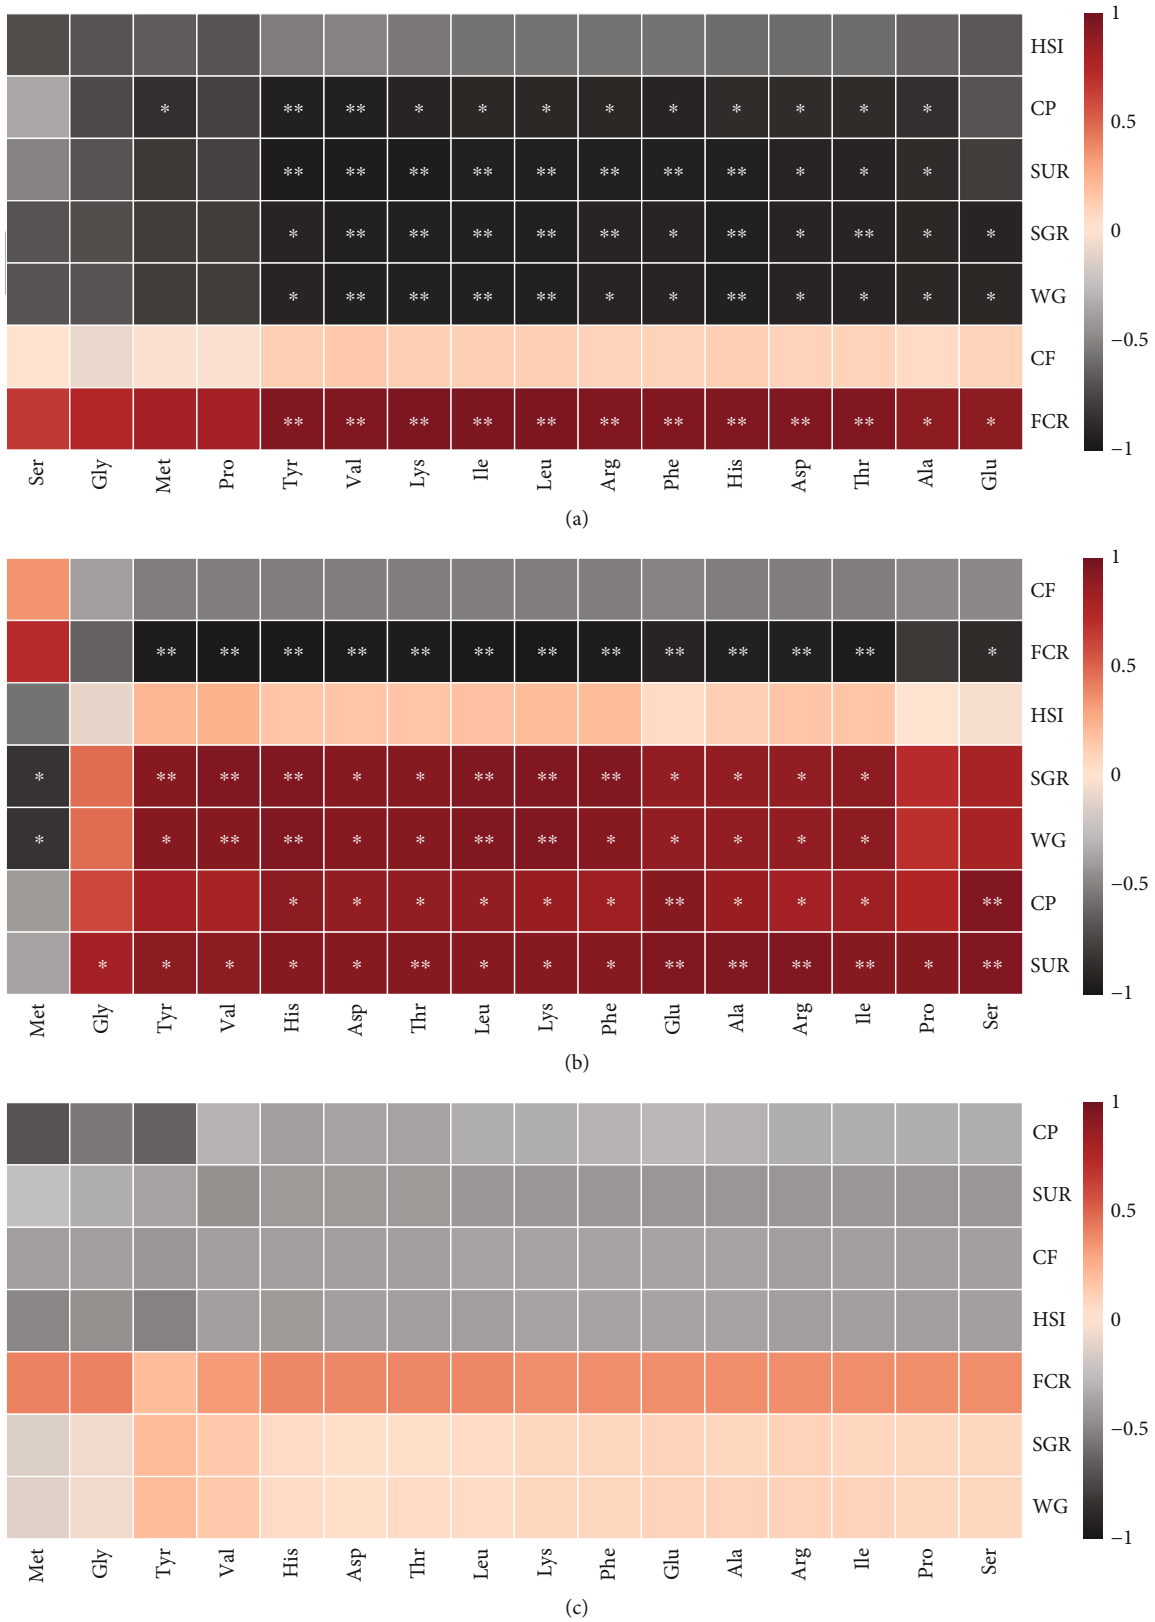 1
HSI
CP ∗ ∗∗ ∗∗ ∗ ∗ ∗ ∗ ∗ ∗ ∗ ∗ ∗
0.5
SUR ∗∗ ∗∗ ∗∗ ∗∗ ∗∗ ∗∗ ∗∗ ∗∗ ∗ ∗ ∗
0
SGR ∗ ∗∗ ∗∗ ∗∗ ∗∗ ∗∗ ∗ ∗∗ ∗ ∗∗ ∗ ∗
WG ∗ ∗∗ ∗∗ ∗∗ ∗∗ ∗ ∗ ∗∗ ∗ ∗ ∗ ∗
−0.5
CF
FCR ∗∗ ∗∗ ∗∗ ∗∗ ∗∗ ∗∗ ∗∗ ∗∗ ∗∗ ∗∗ ∗ ∗
−1
Ser Gly Met Pro Tyr Val Lys Ile Leu Arg Phe His Asp Thr Ala Glu
(a)
1
CF
FCR ∗∗ ∗∗ ∗∗ ∗∗ ∗∗ ∗∗ ∗∗ ∗∗ ∗∗ ∗∗ ∗∗ ∗∗ ∗
0.5
HSI
SGR ∗ ∗∗ ∗∗ ∗∗ ∗ ∗ ∗∗ ∗∗ ∗∗ ∗ ∗ ∗ ∗
0
WG ∗ ∗ ∗∗ ∗∗ ∗ ∗ ∗∗ ∗∗ ∗ ∗ ∗ ∗ ∗
−0.5
CP ∗ ∗ ∗ ∗ ∗ ∗ ∗∗ ∗ ∗ ∗ ∗∗
SUR ∗ ∗ ∗ ∗ ∗ ∗∗ ∗ ∗ ∗ ∗∗ ∗∗ ∗∗ ∗∗ ∗ ∗∗
−1
Met Gly Tyr Val His Asp Thr Leu Lys Phe Glu Ala Arg Ile Pro Ser
(b)
1
CP
SUR
0.5
CF
HSI
0
FCR
SGR
−0.5
WG
−1
Met Gly Tyr Val His Asp Thr Leu Lys Phe Glu Ala Arg Ile Pro Ser
(c)